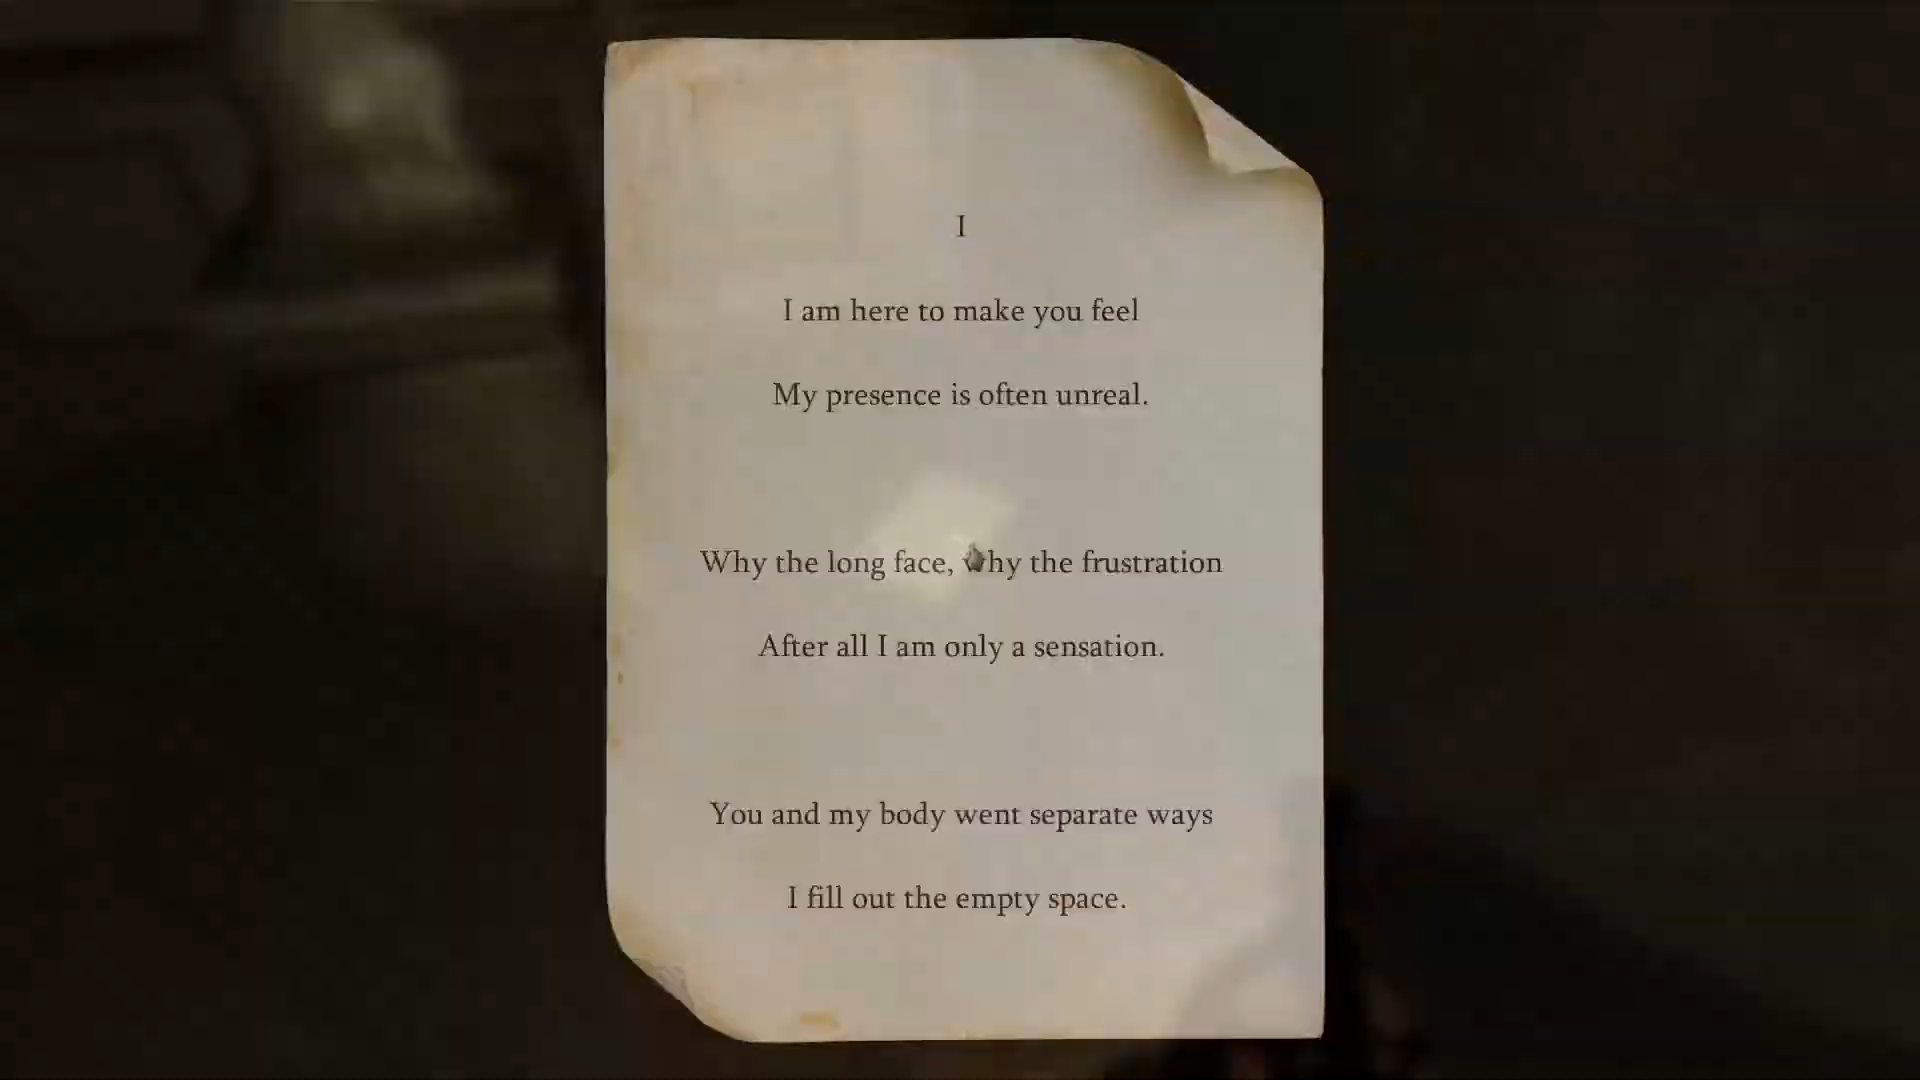 I
I am here to make you feel
My presence is often unreal.
Why the long face, why the frustration
After all I am only a sensation.
You and my body went separate ways
I fill out the empty space.